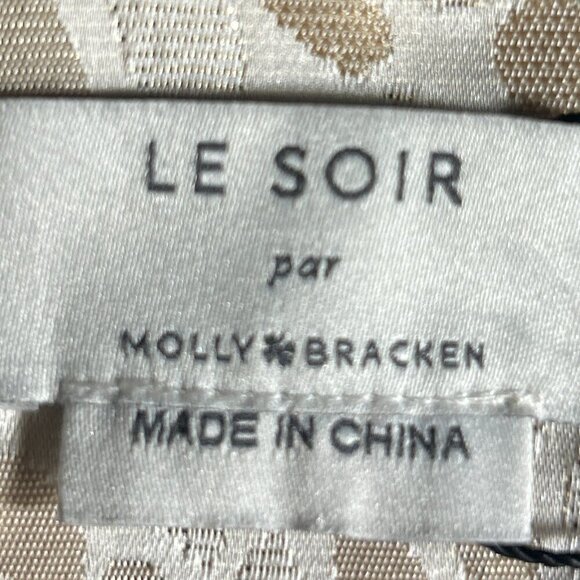 LE SOIR
par
MOLLY BRACKEN
MADE IN CHINA